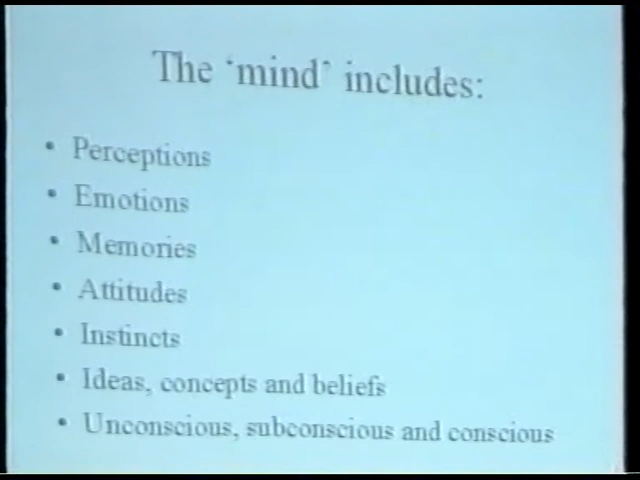 The ‘mind’ includes:
• Perceptions
• Emotions
• Memories
• Attitudes
• Instincts
• Ideas, concepts and beliefs
• Unconscious, subconscious and conscious